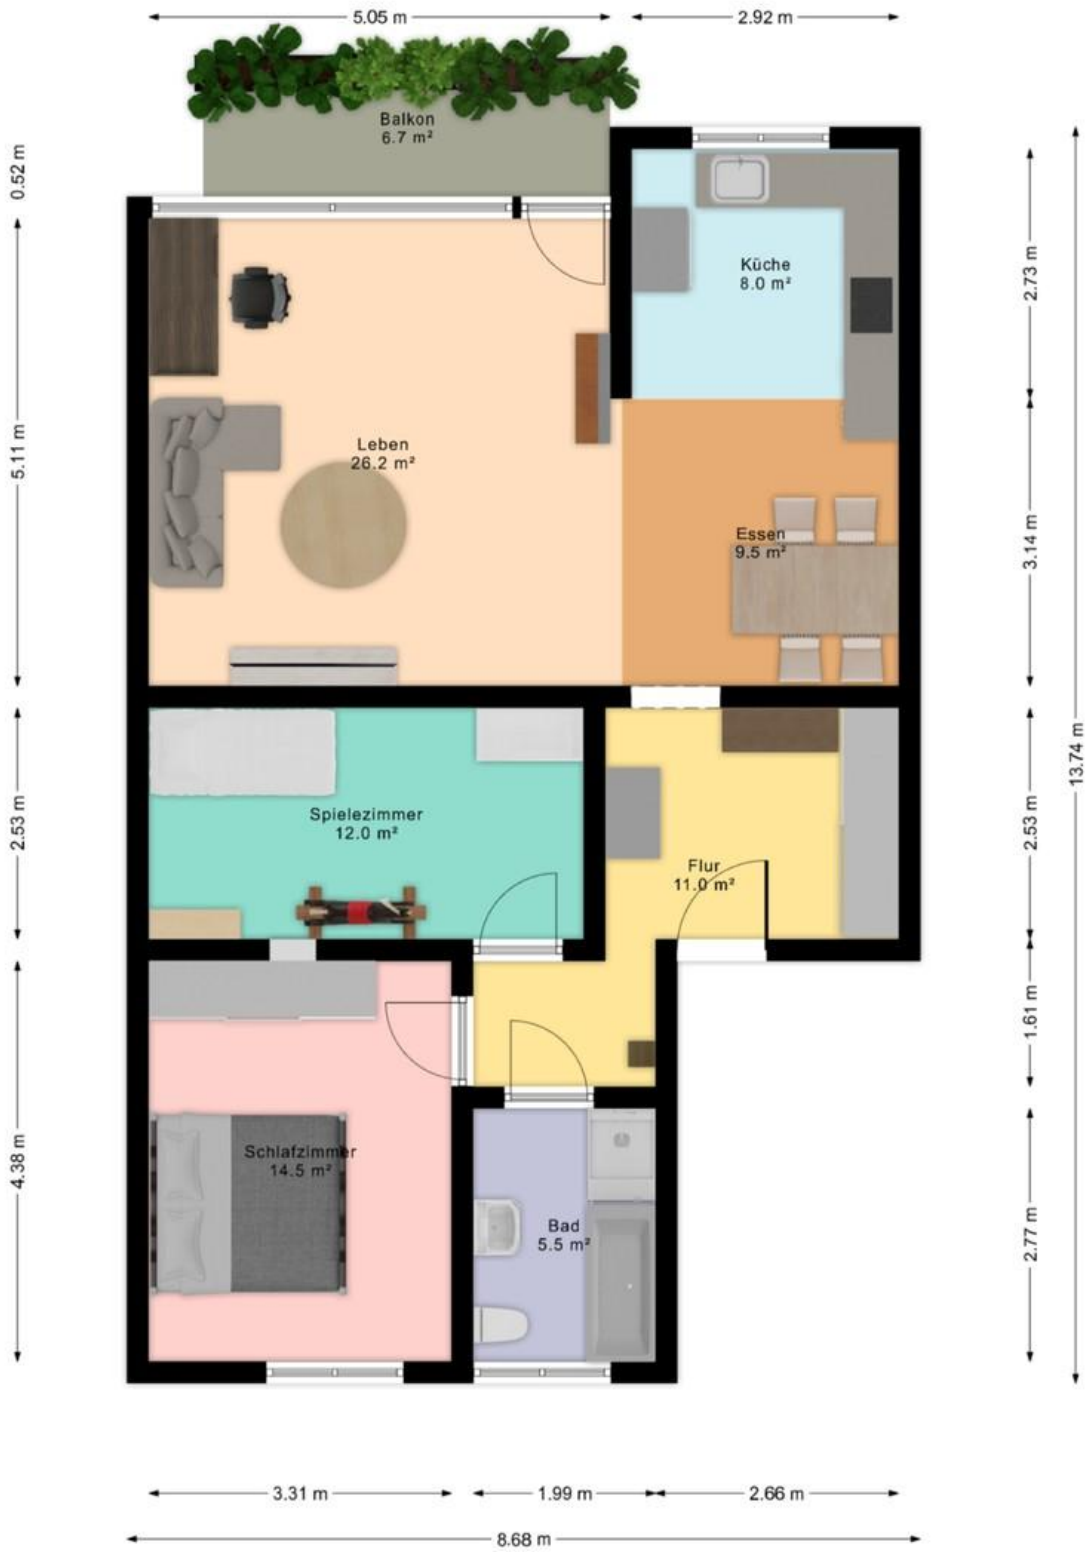 5.05 m
2.92 m
Balkon
6.7 m²
0.52 m
Küche
8.0 m²
2.73 m
5.11 m
Leben
26.2 m²
Essen
9.5 m²
3.14 m
13.74 m
2.53 m
Spielezimmer
12.0 m²
Flur
11.0 m²
2.53 m
1.61 m
4.38 m
Schlafzimmer
14.5 m²
Bad
5.5 m²
2.77 m
3.31 m
1.99 m
2.66 m
8.68 m